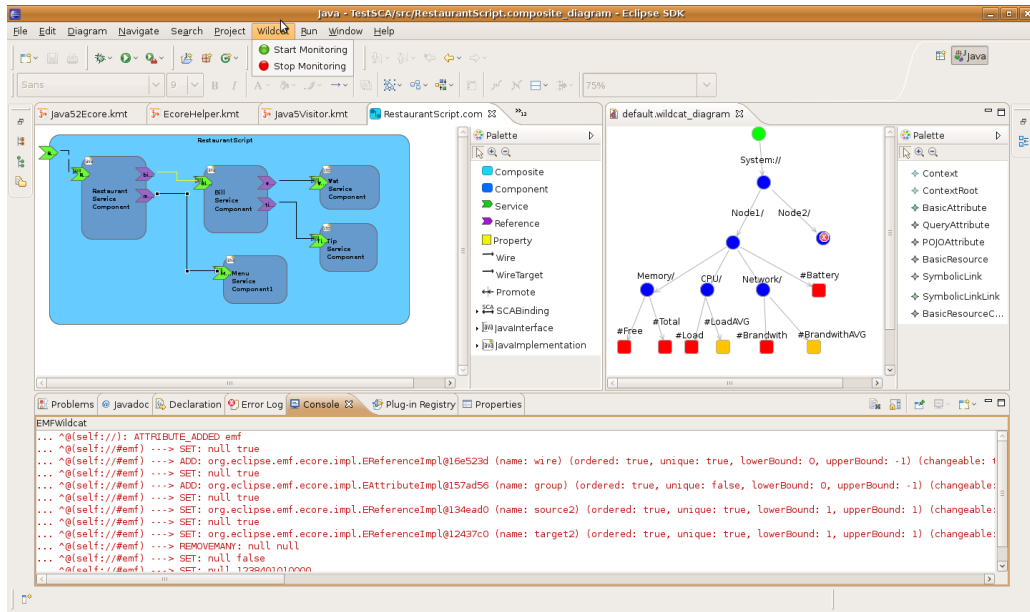 Java - TestSCA/src/RestaurantScript.composite_diagram - Eclipse SDK
File Edit Diagram Navigate Search Project Wildcat Run Window Help
Start Monitoring
Stop Monitoring
Java
Sans 9 B I A 75%
Java52Ecore.kmt EcoreHelper.kmt Java5Visitor.kmt RestaurantScript.com »12
default.wildcat_diagram
RestaurantScript
Restaurant
Service
Component
Bill
Service
Component
Vat
Service
Component
Tip
Service
Component
Menu
Service
Component1
Palette
Composite
Component
Service
Reference
Property
Wire
WireTarget
Promote
SCABinding
JavaInterface
JavaImplementation
System://
Node1/ Node2/
Memory/ CPU/ Network/ #Battery
#Free #Total #Load #LoadAVG #Brandwith #BrandwithAVG
Palette
Context
ContextRoot
BasicAttribute
QueryAttribute
POJOAttribute
BasicResource
SymbolicLink
SymbolicLinkLink
BasicResourceC...
Problems Javadoc Declaration Error Log Console Plug-in Registry Properties
EMFWildcat
... ^@(self://): ATTRIBUTE_ADDED emf
... ^@(self://#emf) ---> SET: null true
... ^@(self://#emf) ---> ADD: org.eclipse.emf.ecore.impl.EReferenceImpl@16e523d (name: wire) (ordered: true, unique: true, lowerBound: 0, upperBound: -1) (changeable: t
... ^@(self://#emf) ---> SET: null true
... ^@(self://#emf) ---> ADD: org.eclipse.emf.ecore.impl.EAttributeImpl@157ad56 (name: group) (ordered: true, unique: false, lowerBound: 0, upperBound: -1) (changeable:
... ^@(self://#emf) ---> SET: null true
... ^@(self://#emf) ---> SET: org.eclipse.emf.ecore.impl.EReferenceImpl@134ead0 (name: source2) (ordered: true, unique: true, lowerBound: 1, upperBound: 1) (changeable:
... ^@(self://#emf) ---> SET: null true
... ^@(self://#emf) ---> SET: org.eclipse.emf.ecore.impl.EReferenceImpl@12437c0 (name: target2) (ordered: true, unique: true, lowerBound: 1, upperBound: 1) (changeable:
... ^@(self://#emf) ---> REMOVEMANY: null null
... ^@(self://#emf) ---> SET: null false
... ^@(self://#emf) ---> SET: null 1238401010000